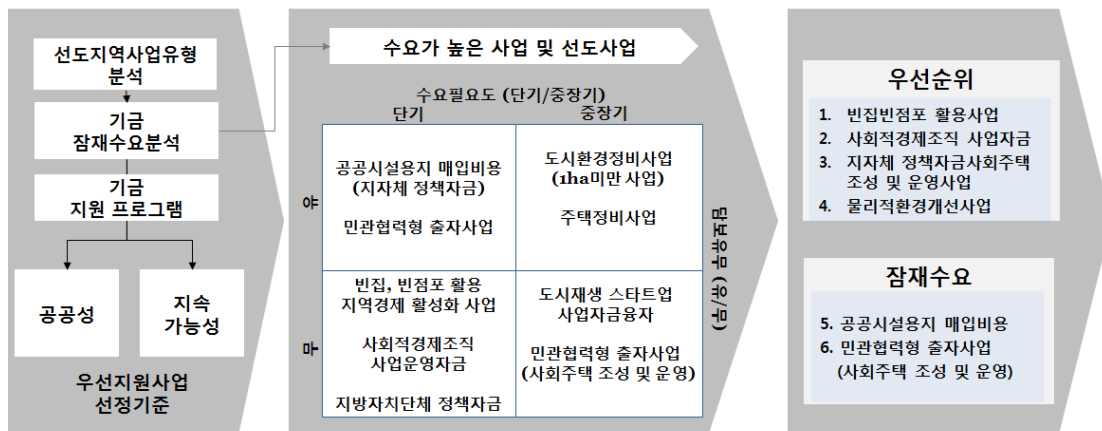 선도지역사업유형
분석
기금
잠재수요분석
기금
지원 프로그램
공공성
지속
가능성
우선지원사업
선정기준
수요가 높은 사업 및 선도사업
수요필요도 (단기/중장기)
단기
중장기
유
공공시설용지 매입비용
(지자체 정책자금)
민관협력형 출자사업
도시환경정비사업
(1ha미만 사업)
주택정비사업
무
빈집, 빈점포 활용
지역경제 활성화 사업
사회적경제조직
사업운영자금
지방자치단체 정책자금
도시재생 스타트업
사업자금융자
민관협력형 출자사업
(사회주택 조성 및 운영)
담보유무 (유/무)
우선순위
1. 빈집빈점포 활용사업
2. 사회적경제조직 사업자금
3. 지자체 정책자금사회주택
조성 및 운영사업
4. 물리적환경개선사업
잠재수요
5. 공공시설용지 매입비용
6. 민관협력형 출자사업
(사회주택 조성 및 운영)